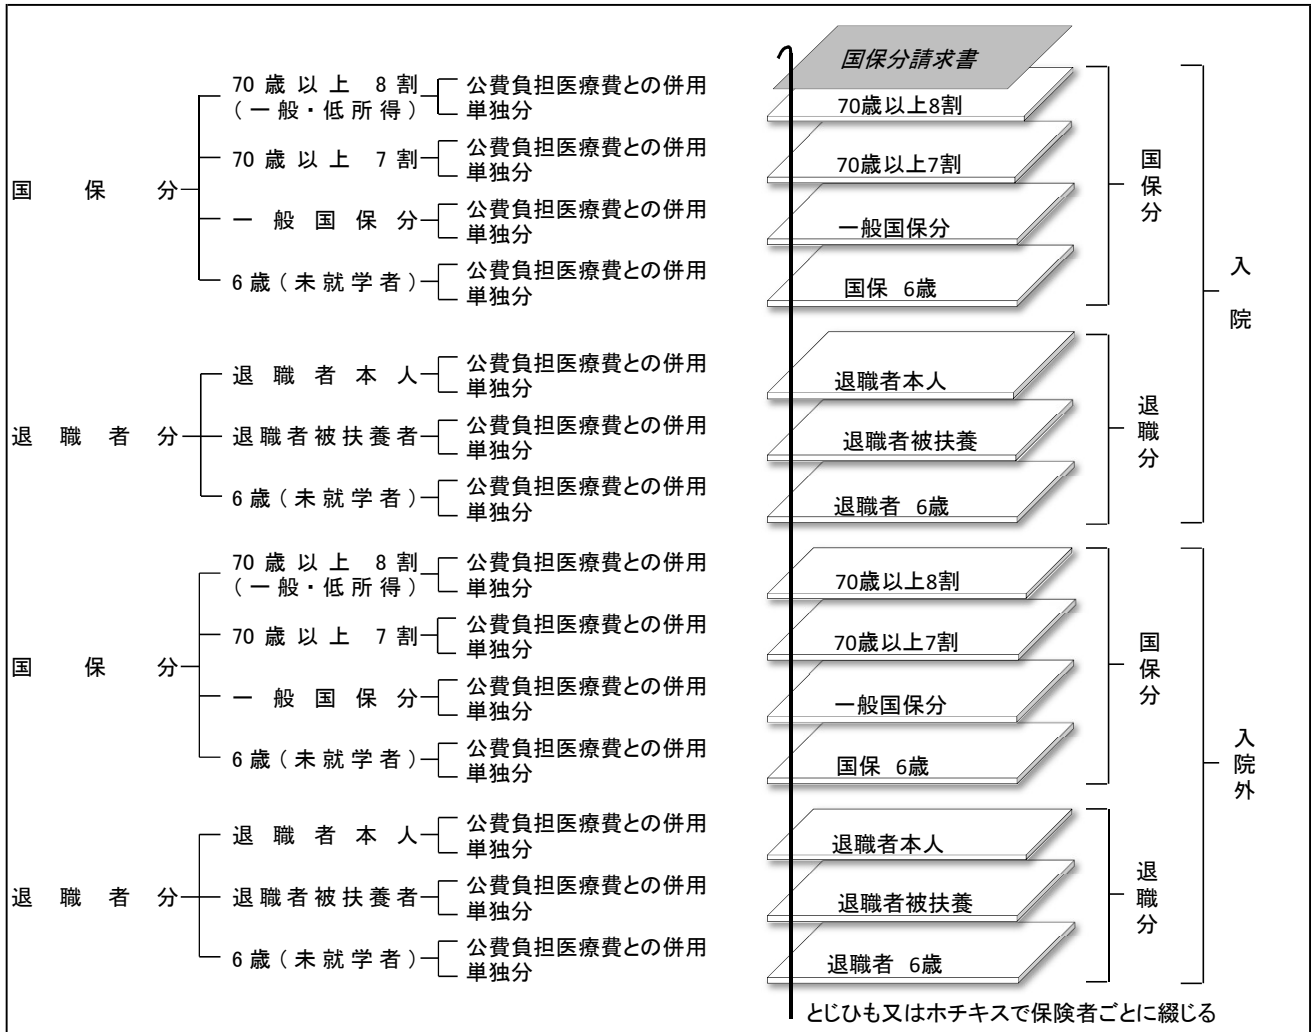 70歳以上 8割
(一般・低所得)
公費負担医療費との併用
単独分
70歳以上 7割
公費負担医療費との併用
単独分
国保分
一般国保分
公費負担医療費との併用
単独分
6歳(未就学者)
公費負担医療費との併用
単独分
退職者本人
公費負担医療費との併用
単独分
退職者分
退職者被扶養者
公費負担医療費との併用
単独分
6歳(未就学者)
公費負担医療費との併用
単独分
70歳以上 8割
(一般・低所得)
公費負担医療費との併用
単独分
70歳以上 7割
公費負担医療費との併用
単独分
国保分
一般国保分
公費負担医療費との併用
単独分
6歳(未就学者)
公費負担医療費との併用
単独分
退職者本人
公費負担医療費との併用
単独分
退職者分
退職者被扶養者
公費負担医療費との併用
単独分
6歳(未就学者)
公費負担医療費との併用
単独分
国保分請求書
70歳以上8割
70歳以上7割
一般国保分
国保 6歳
国保分
退職者本人
退職者被扶養
退職者 6歳
退職分
入院
70歳以上8割
70歳以上7割
一般国保分
国保 6歳
国保分
退職者本人
退職者被扶養
退職者 6歳
退職分
入院外
とじひも又はホチキスで保険者ごとに綴じる